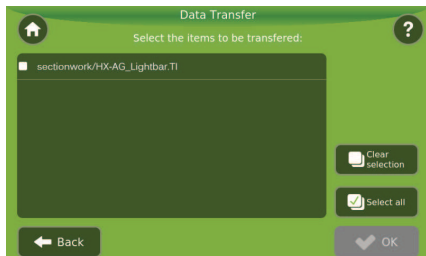 Data Transfer
?
Select the items to be transfered:
sectionwork/HX-AG_Lightbar.TI
Clear
selection
Select all
Back
OK